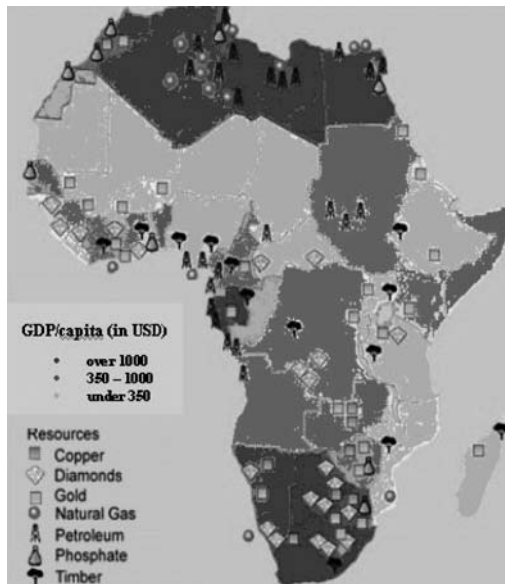 GDP/capita (in USD)
over 1000
350 – 1000
under 350
Resources
Copper
Diamonds
Gold
Natural Gas
Petroleum
Phosphate
Timber